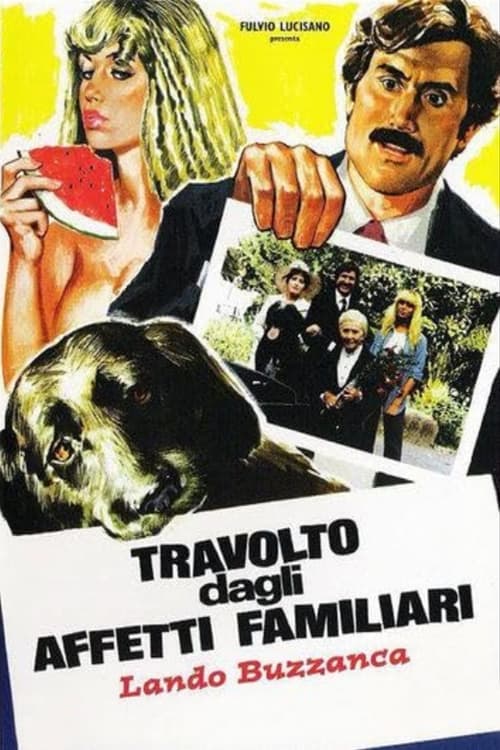 FULVIO LUCISANO
presenta
TRAVOLTO
dagli
AFFETTI FAMILIARI
Lando Buzzanca